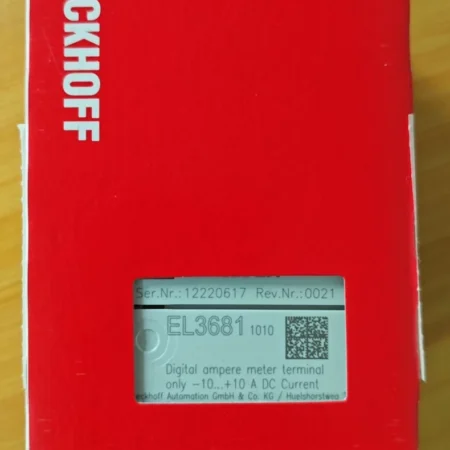 CKHOFF
Ser.Nr.:12220617 Rev.Nr.:0021
EL3681 1010
Digital ampere meter terminal
only -10...+10 A DC Current
eckhoff Automation GmbH & Co. KG / Huelshorstweg